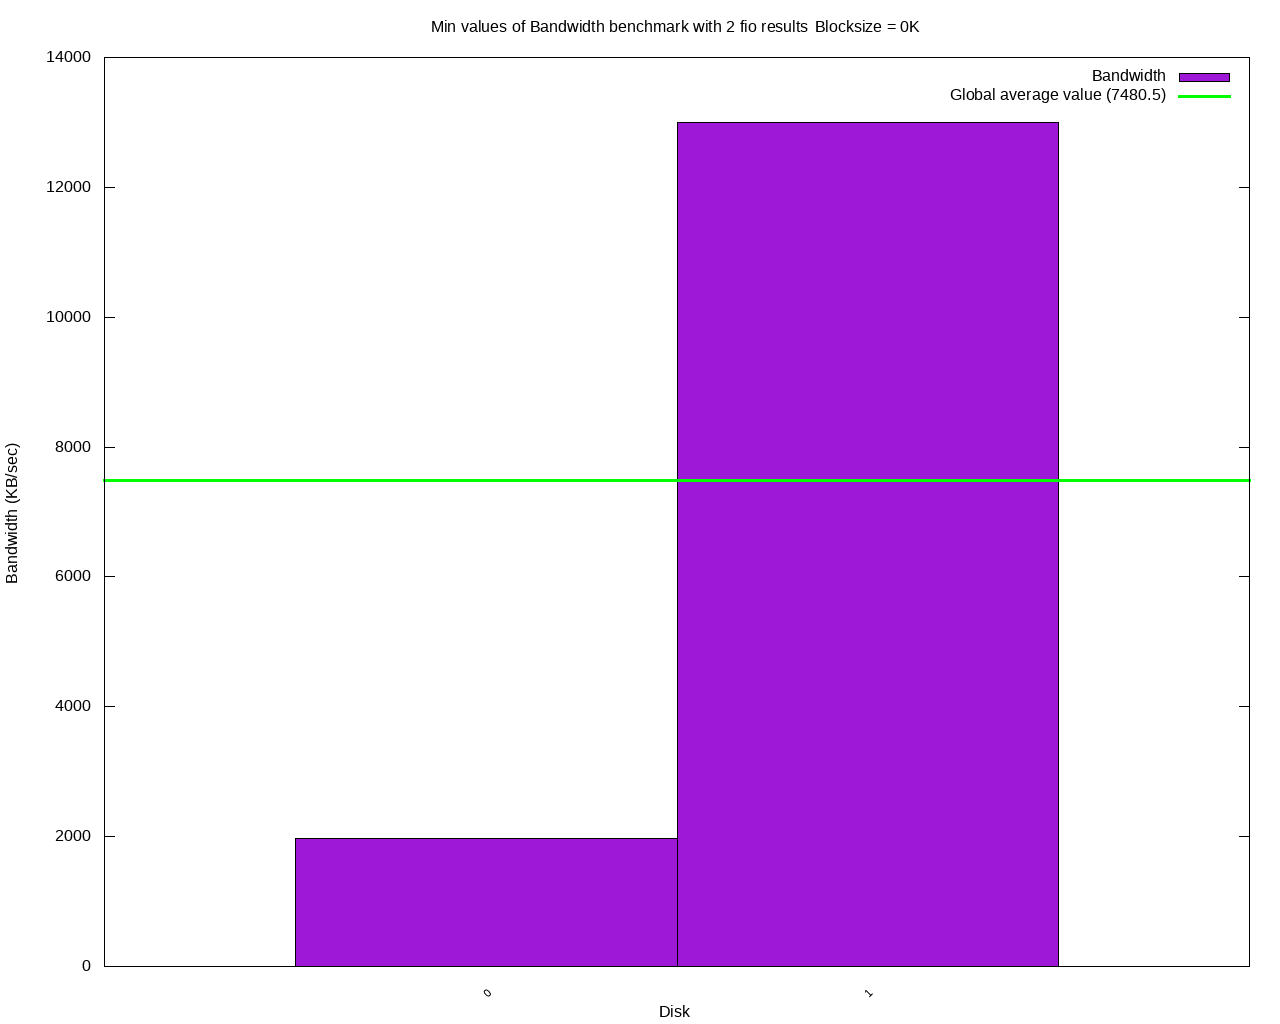 Min values of Bandwidth benchmark with 2 fio results Blocksize = 0K
14000
12000
10000
8000
6000
4000
2000
0
Bandwidth (KB/sec)
Bandwidth
Global average value (7480.5)
0
1
Disk